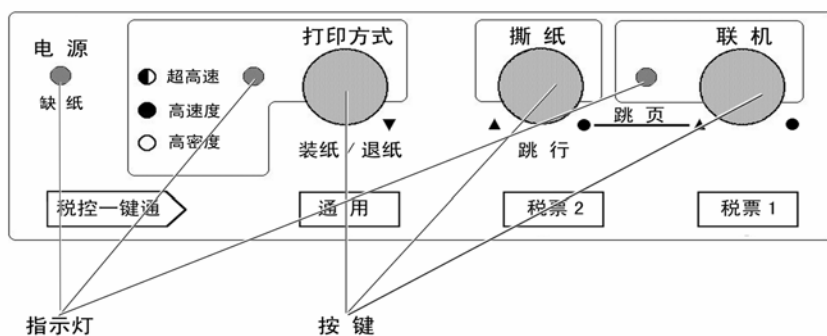 电源
缺纸
超高速
高速度
高密度
打印方式
装纸/退纸
撕纸
跳行
跳页
联机
税控一键通
通用
税票2
税票1
指示灯
按键